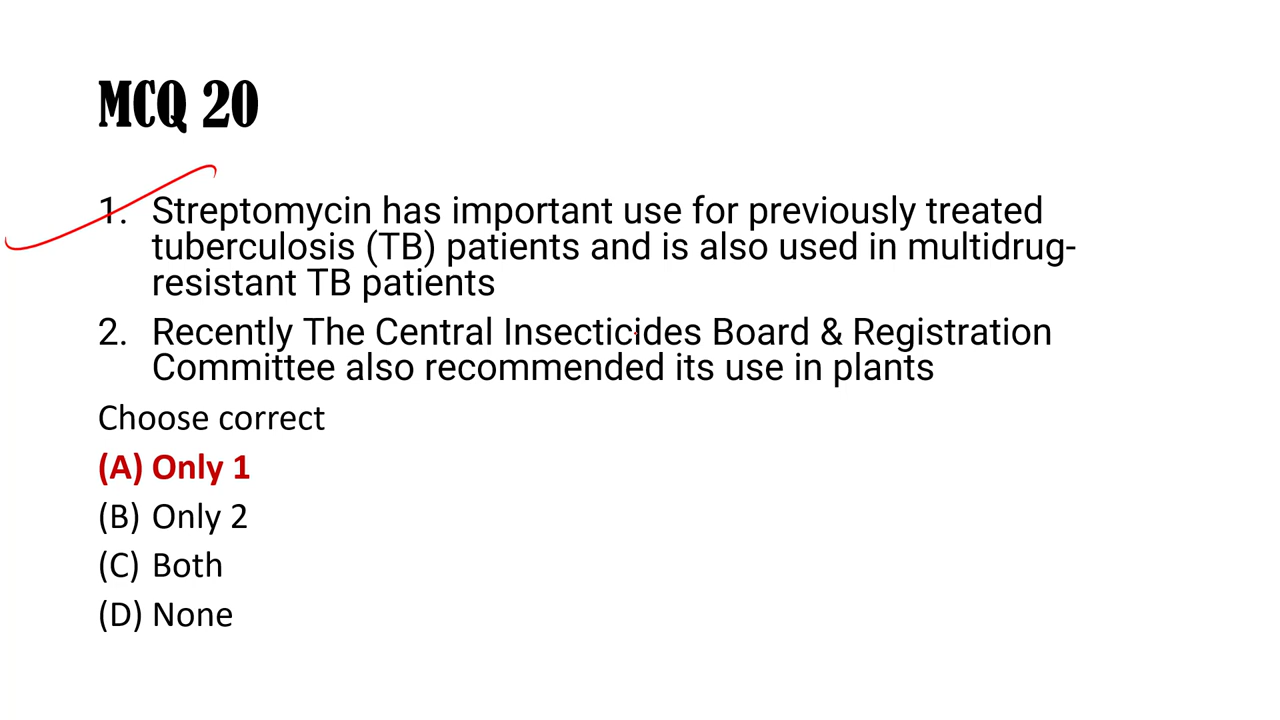 MCQ 20
1. Streptomycin has important use for previously treated
tuberculosis (TB) patients and is also used in multidrug-
resistant TB patients
2. Recently The Central Insecticides Board & Registration
Committee also recommended its use in plants
Choose correct
(A) Only 1
(B) Only 2
(C) Both
(D) None